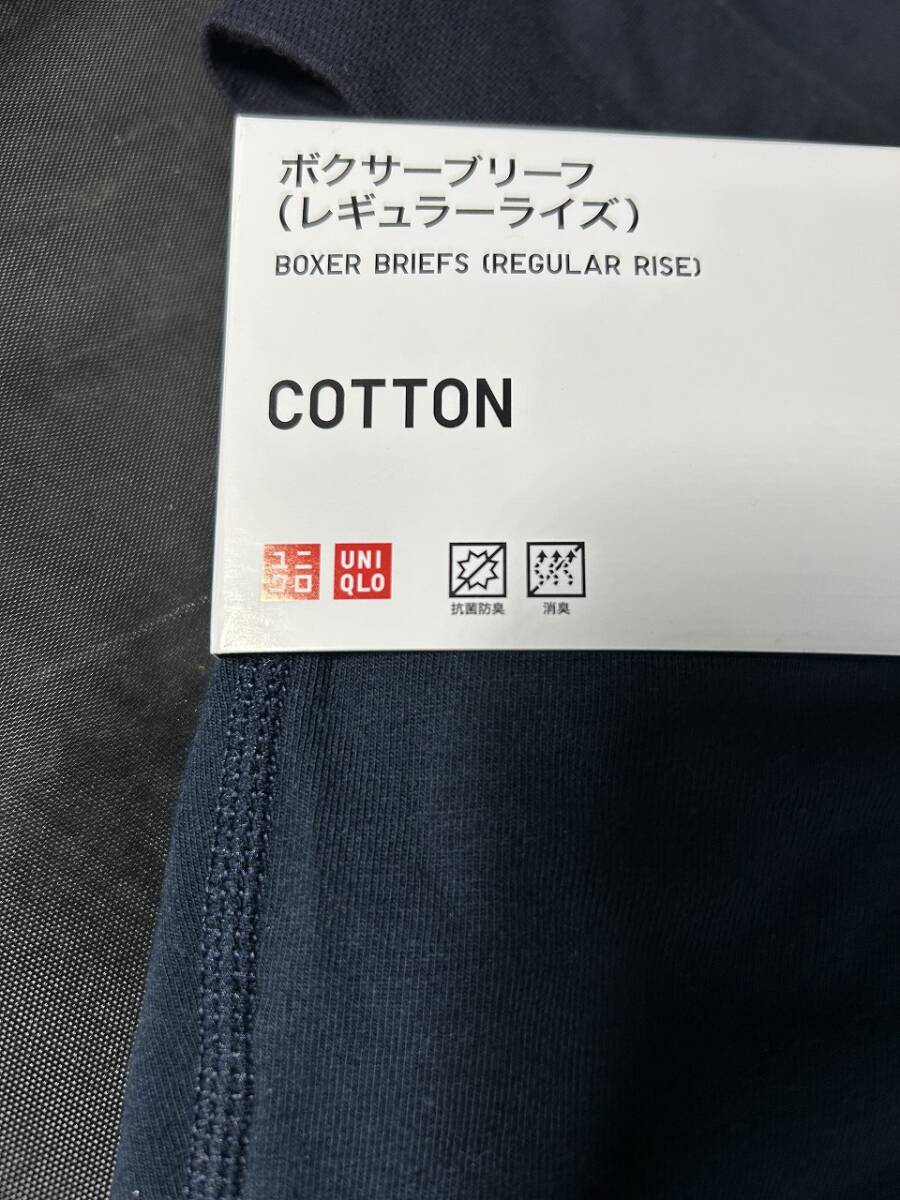 ボクサーブリーフ
(レギュラーライズ)
BOXER BRIEFS (REGULAR RISE)
COTTON
ユニ
クロ
UNI
QLO
抗菌防臭
消臭